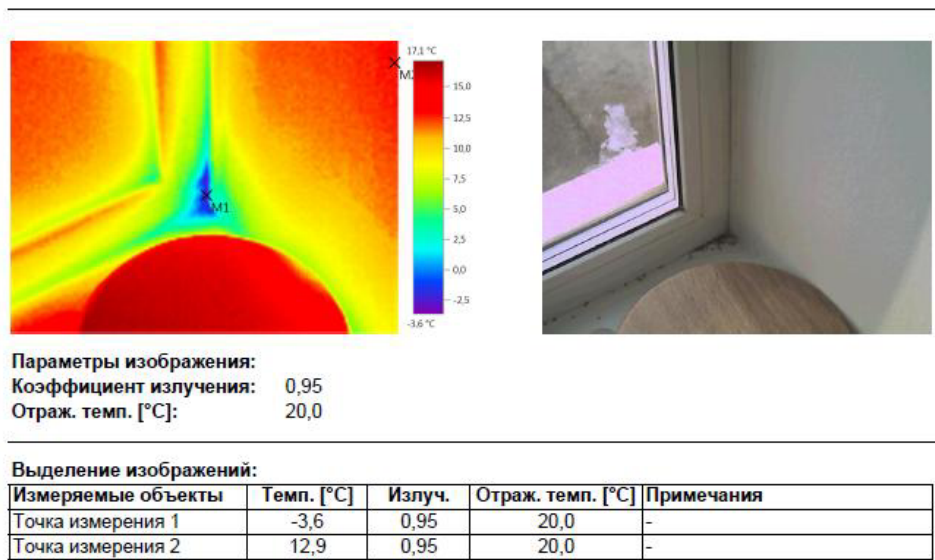 17,1 °C
M2
15,0
12,5
10,0
7,5
M1
5,0
2,5
0,0
-2,5
-3,6 °C
Параметры изображения:
Коэффициент излучения: 0,95
Отраж. темп. [°C]: 20,0
Выделение изображений:
Измеряемые объекты Темп. [°C] Излуч. Отраж. темп. [°C] Примечания
Точка измерения 1 -3,6 0,95 20,0 -
Точка измерения 2 12,9 0,95 20,0 -